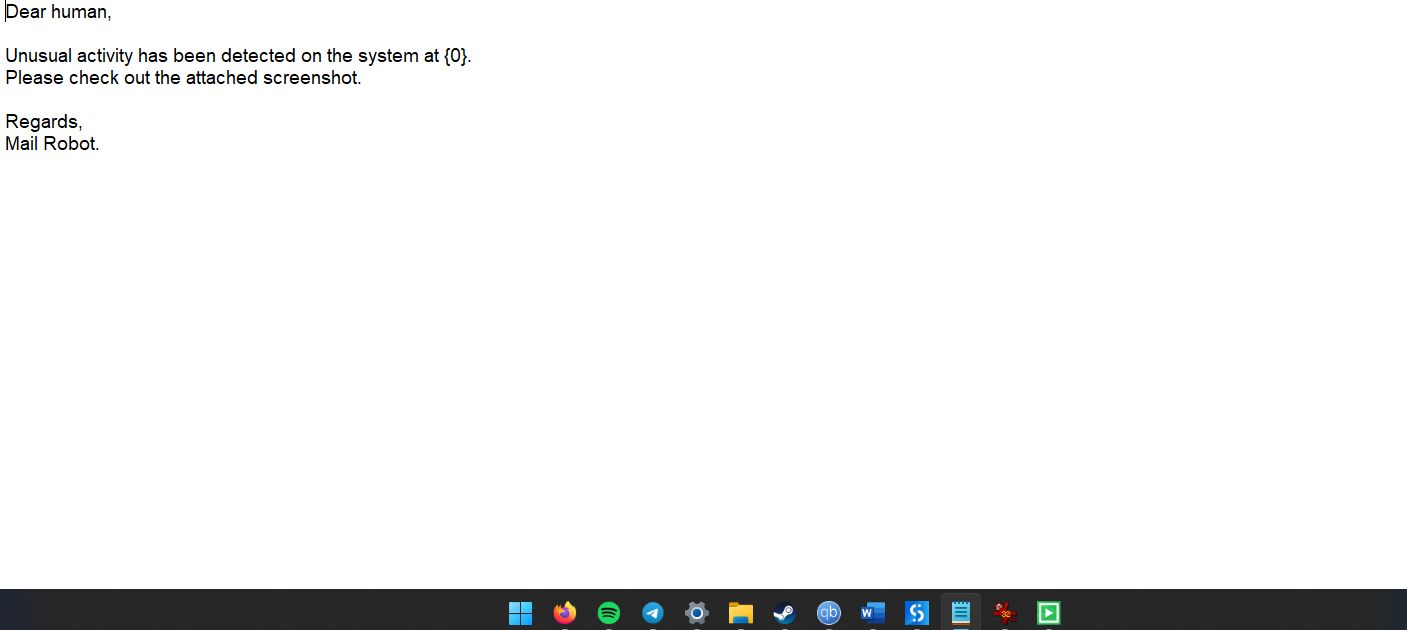 Dear human,
Unusual activity has been detected on the system at {0}.
Please check out the attached screenshot.
Regards,
Mail Robot.
qb
W
S